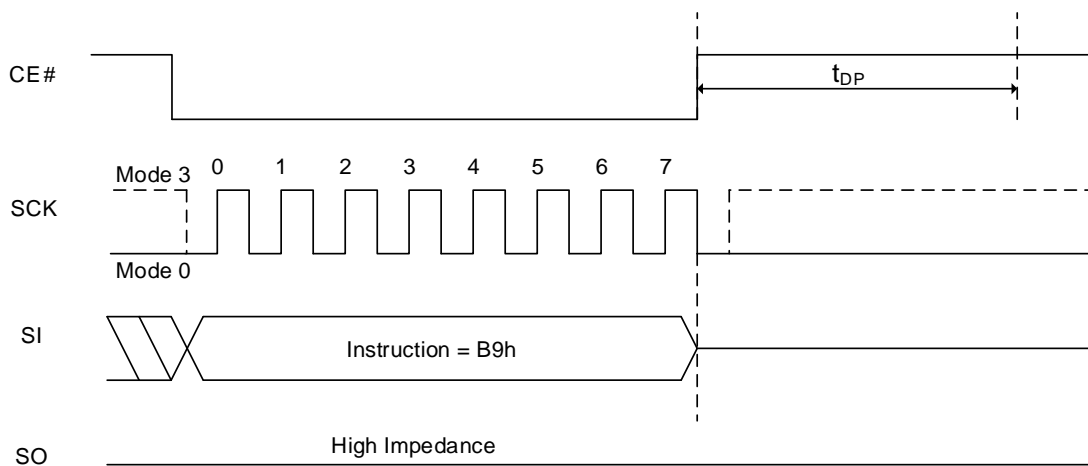 CE#
tDP
Mode 3
0 1 2 3 4 5 6 7
SCK
Mode 0
SI
Instruction = B9h
SO
High Impedance